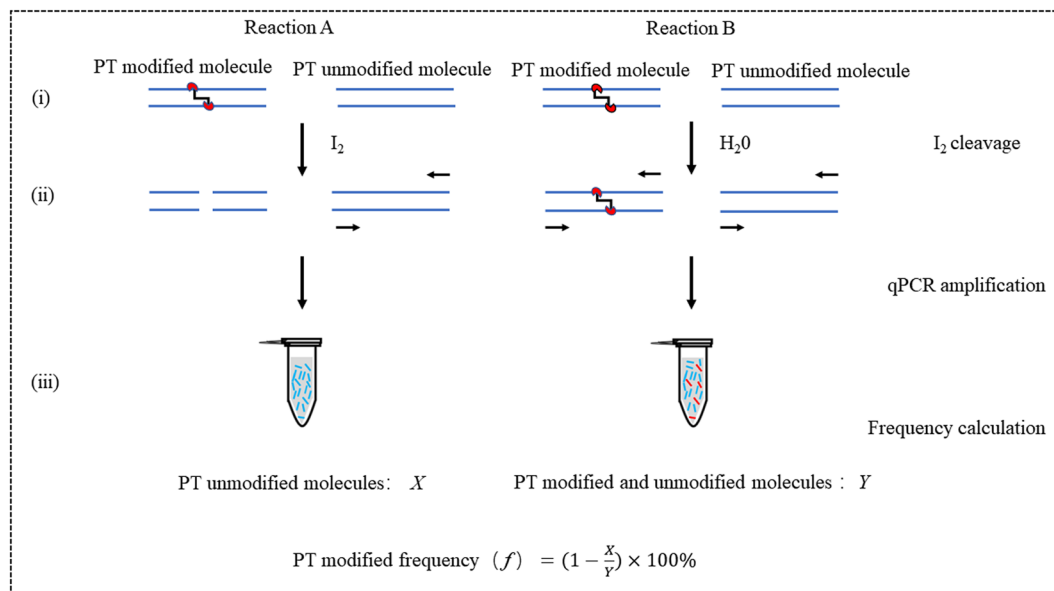 Reaction A
Reaction B
PT modified molecule
PT unmodified molecule
PT modified molecule
PT unmodified molecule
(i)
I₂
H₂0
I₂ cleavage
(ii)
qPCR amplification
(iii)
Frequency calculation
PT unmodified molecules： X
PT modified and unmodified molecules ： Y
PT modified frequency （f） = (1 − X/Y) × 100%